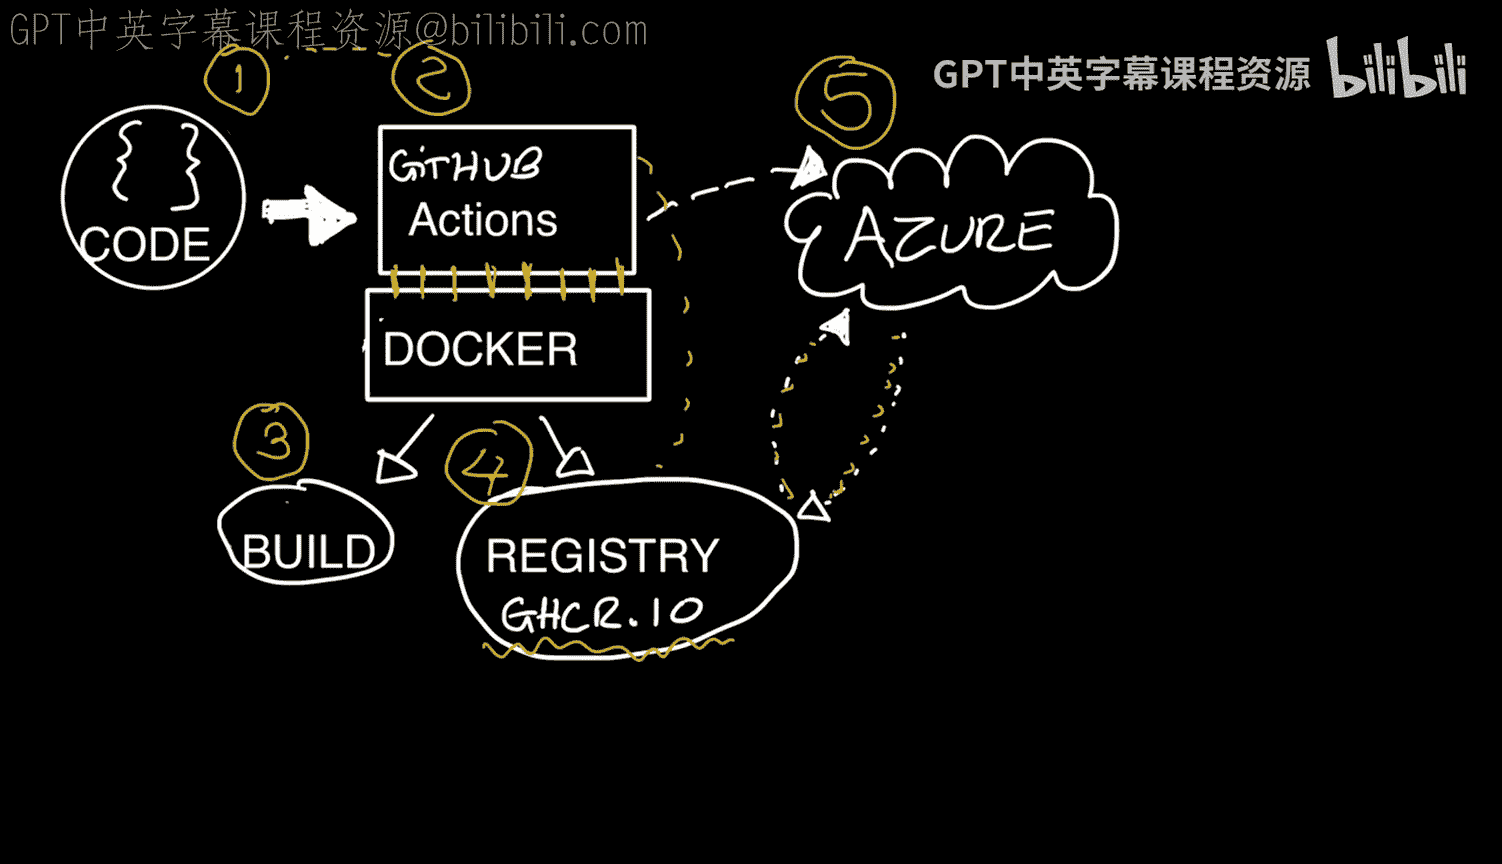 GPT中英字幕课程资源@bilibili.com
GPT中英字幕课程资源 bilibili
1
2
5
{ }
CODE
GiTHUB
Actions
AZURE
DOCKER
3
4
BUILD
REGISTRY
GHCR.IO